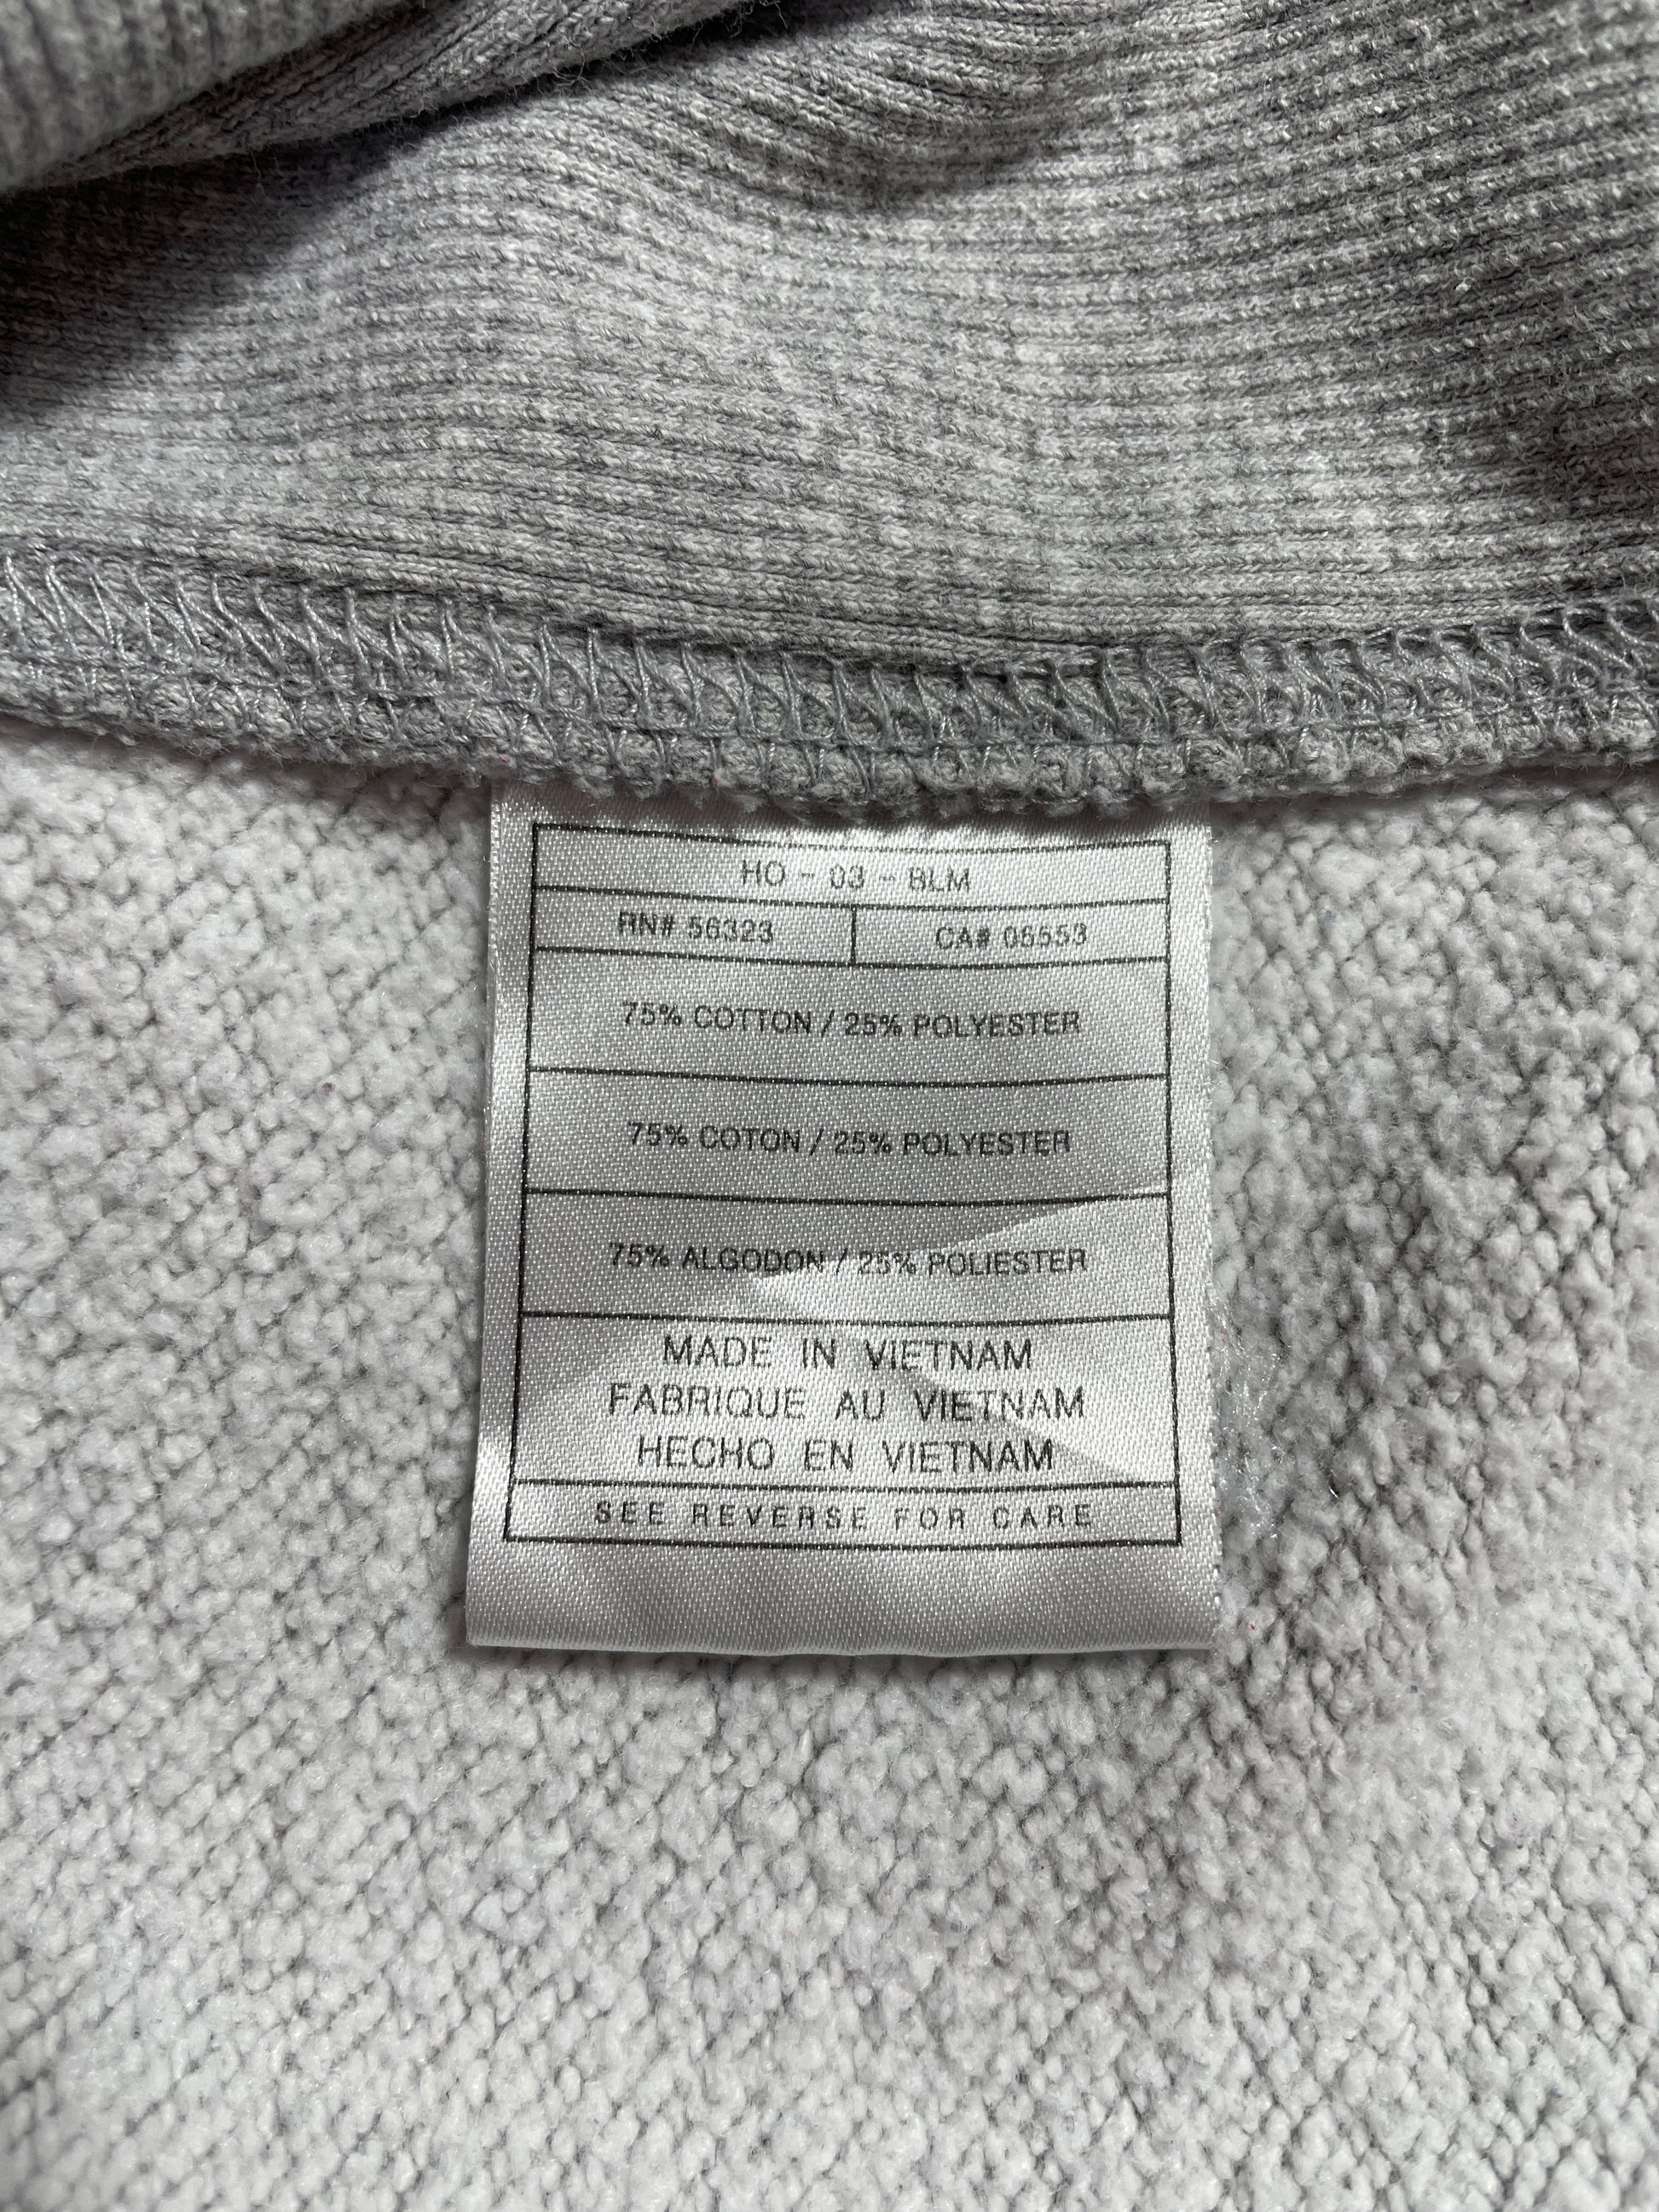 HO - 03 - BLM
RN# 56323 CA# 05553
75% COTTON / 25% POLYESTER
75% COTON / 25% POLYESTER
75% ALGODON / 25% POLIESTER
MADE IN VIETNAM
FABRIQUE AU VIETNAM
HECHO EN VIETNAM
SEE REVERSE FOR CARE